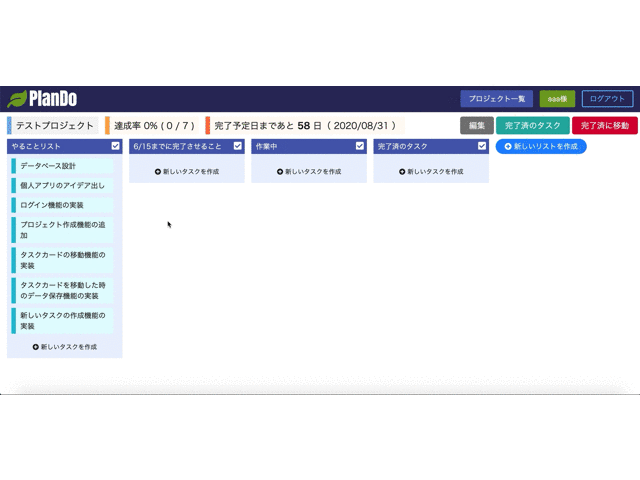 PlanDo
プロジェクト一覧
aaa様
ログアウト
テストプロジェクト
達成率 0% ( 0 / 7 )
完了予定日まであと 58 日（ 2020/08/31 ）
編集
完了済のタスク
完了済に移動
やることリスト
データベース設計
個人アプリのアイデア出し
ログイン機能の実装
プロジェクト作成機能の追
加
タスクカードの移動機能の
実装
タスクカードを移動した時
のデータ保存機能の実装
新しいタスクの作成機能の
実装
新しいタスクを作成
6/15までに完了させること
新しいタスクを作成
作業中
新しいタスクを作成
完了済のタスク
新しいタスクを作成
新しいリストを作成